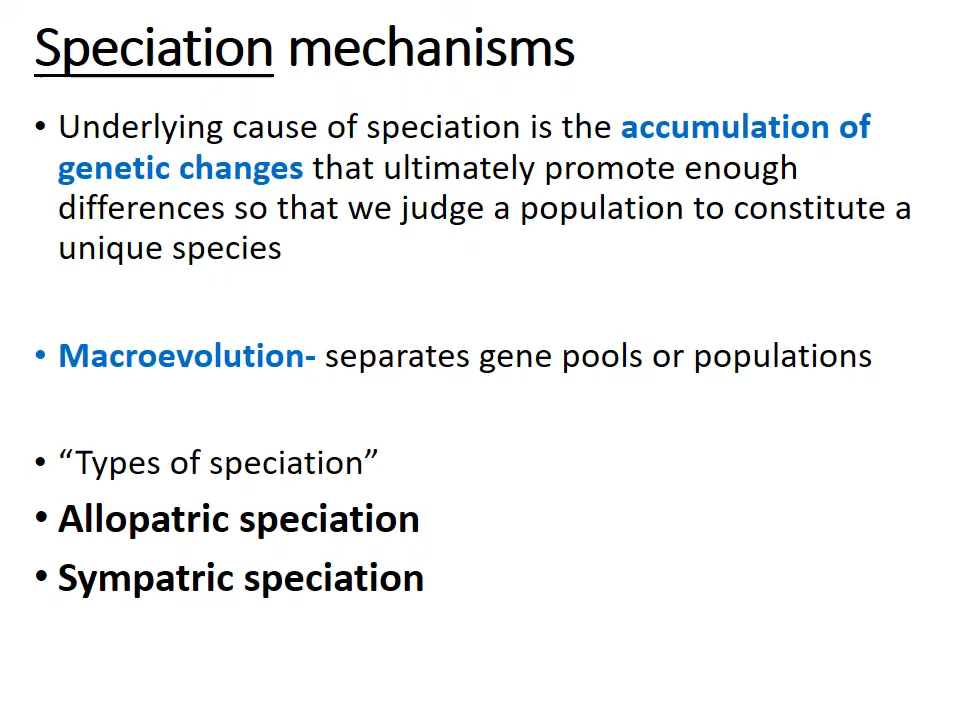 Speciation mechanisms
• Underlying cause of speciation is the accumulation of
genetic changes that ultimately promote enough
differences so that we judge a population to constitute a
unique species
• Macroevolution- separates gene pools or populations
• “Types of speciation”
• Allopatric speciation
• Sympatric speciation